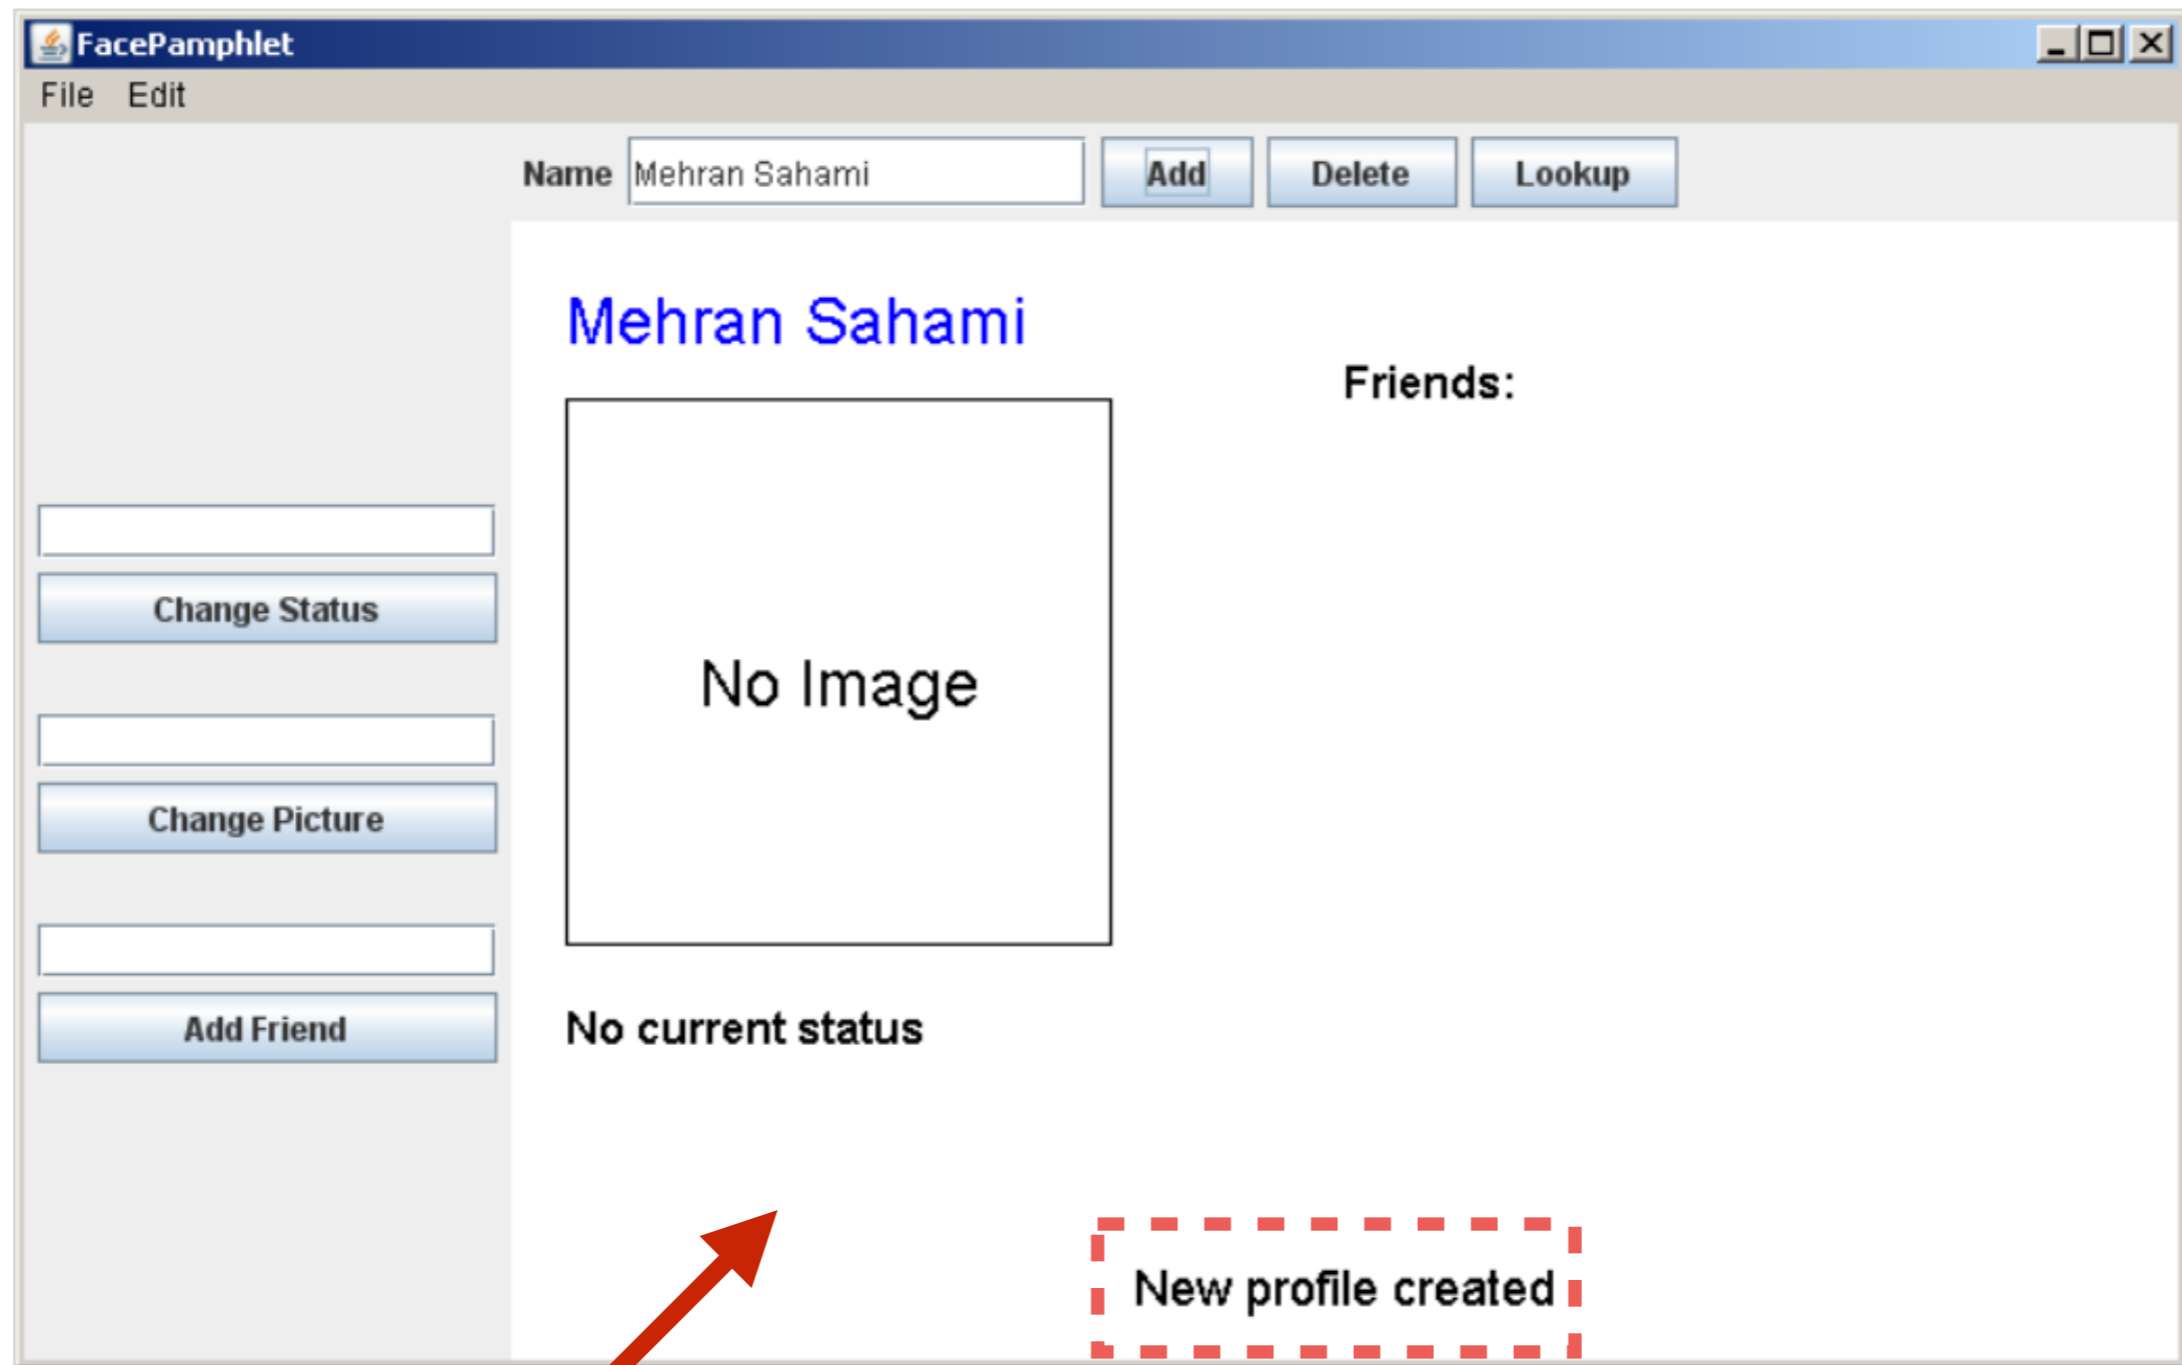 FacePamphlet
File Edit
Name Mehran Sahami Add Delete Lookup
Mehran Sahami
Friends:
Change Status
No Image
Change Picture
Add Friend
No current status
New profile created